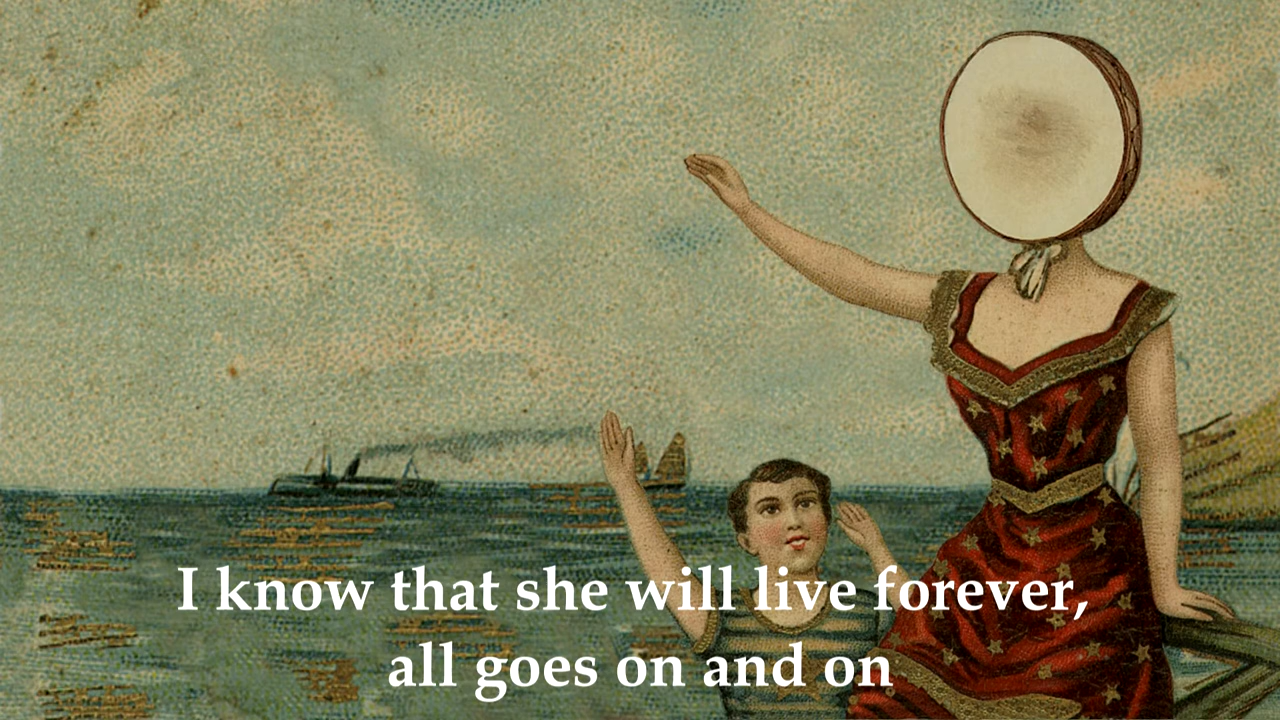 I know that she will live forever,
all goes on and on